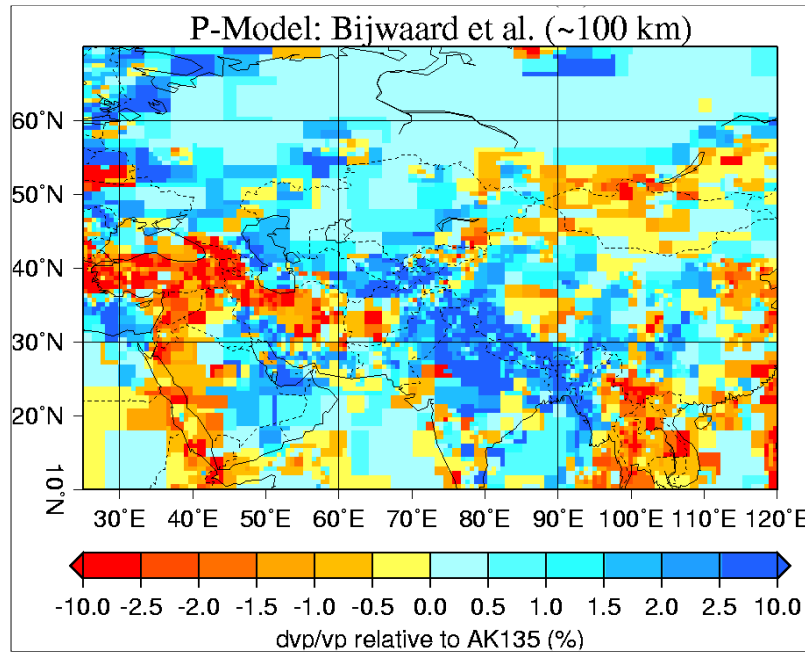 P-Model: Bijwaard et al. (~100 km)
60˚N
50˚N
40˚N
30˚N
20˚N
10˚N
30˚E 40˚E 50˚E 60˚E 70˚E 80˚E 90˚E 100˚E 110˚E 120˚E
-10.0 -2.5 -2.0 -1.5 -1.0 -0.5 0.0 0.5 1.0 1.5 2.0 2.5 10.0
dvp/vp relative to AK135 (%)